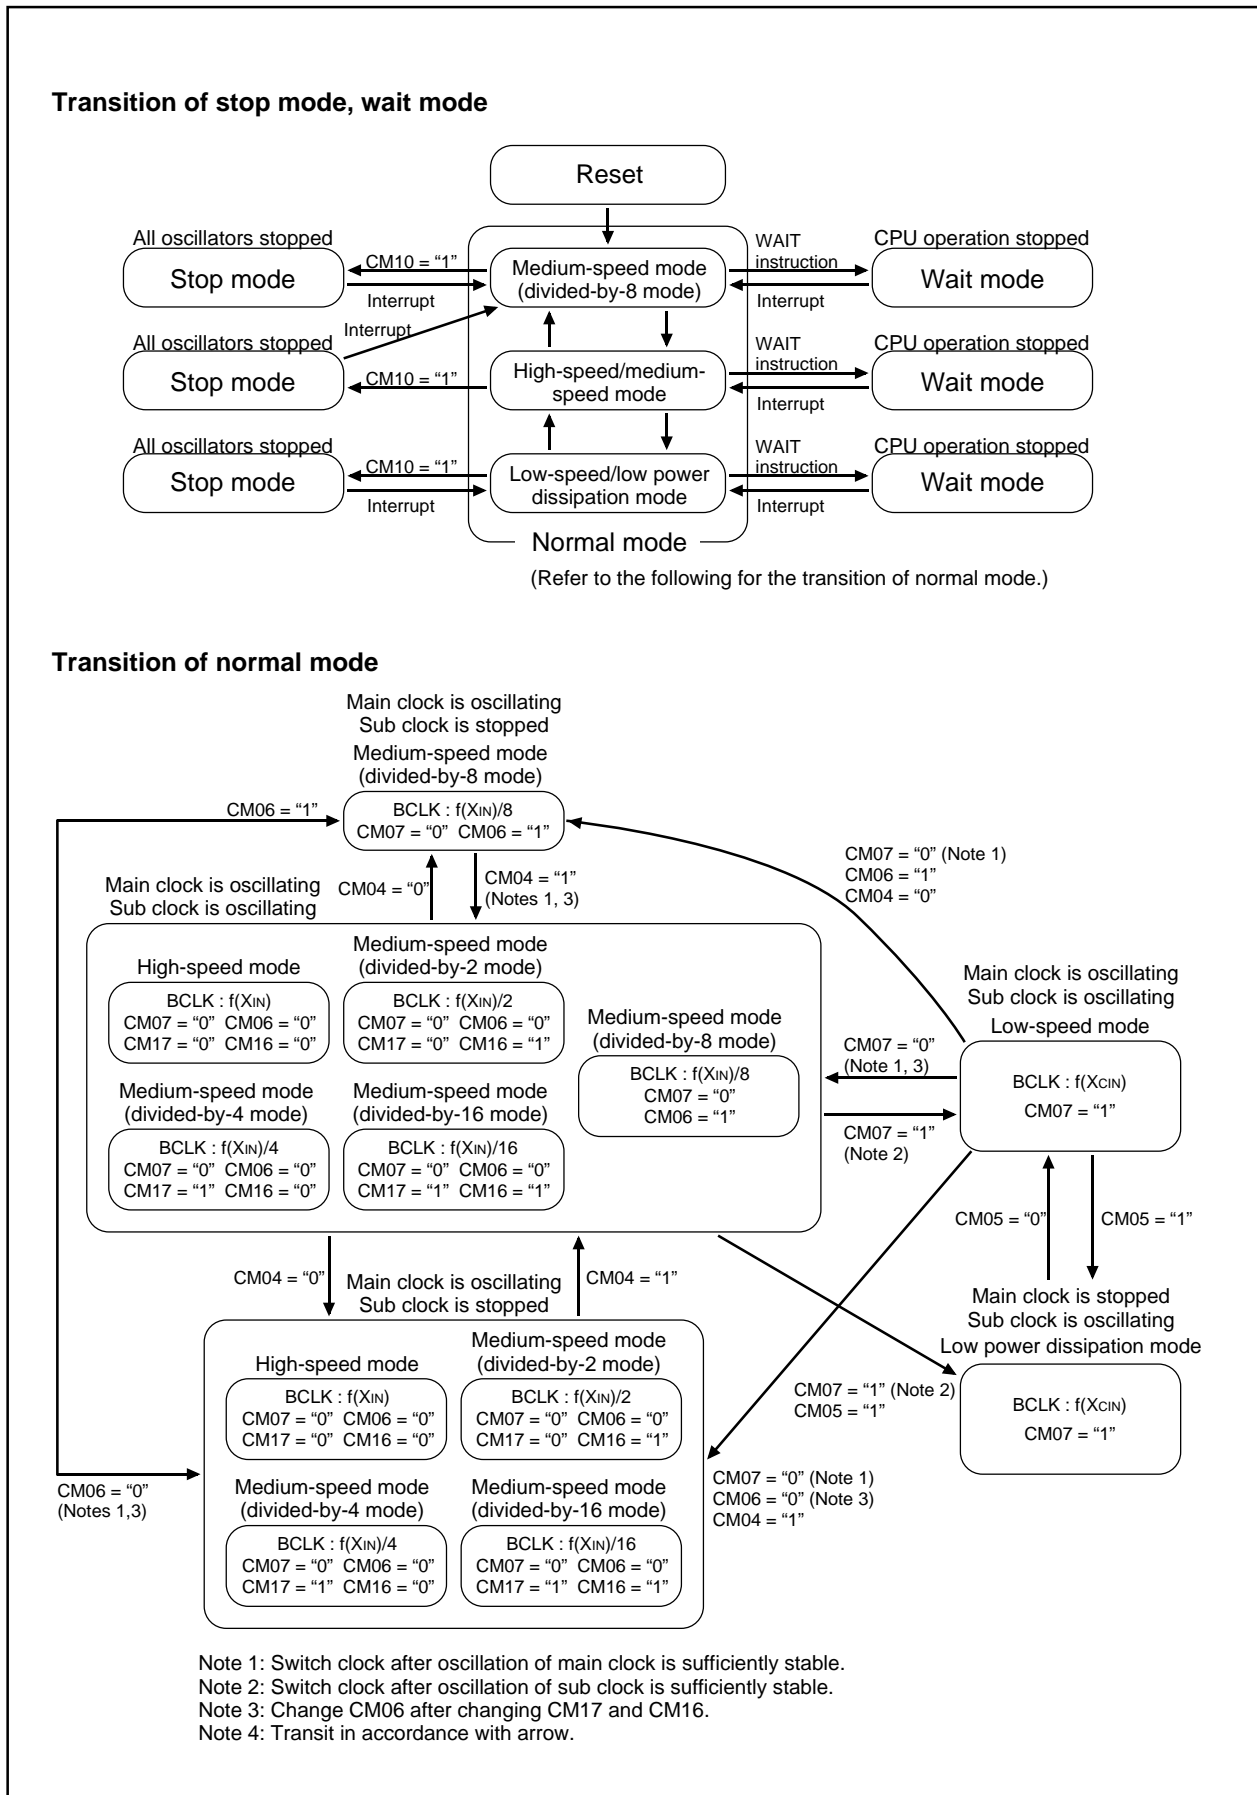 Transition of stop mode, wait mode
Reset
All oscillators stopped
Stop mode
CM10 = “1”
Interrupt
Medium-speed mode
(divided-by-8 mode)
WAIT
instruction
Interrupt
CPU operation stopped
Wait mode
Interrupt
All oscillators stopped
Stop mode
CM10 = “1”
High-speed/medium-
speed mode
WAIT
instruction
Interrupt
CPU operation stopped
Wait mode
All oscillators stopped
Stop mode
CM10 = “1”
Interrupt
Low-speed/low power
dissipation mode
WAIT
instruction
Interrupt
CPU operation stopped
Wait mode
Normal mode
(Refer to the following for the transition of normal mode.)
Transition of normal mode
Main clock is oscillating
Sub clock is stopped
Medium-speed mode
(divided-by-8 mode)
CM06 = “1”
BCLK : f(XIN)/8
CM07 = “0” CM06 = “1”
CM07 = “0” (Note 1)
CM06 = “1”
CM04 = “0”
Main clock is oscillating
Sub clock is oscillating
CM04 = “0”
CM04 = “1”
(Notes 1, 3)
High-speed mode
BCLK : f(XIN)
CM07 = “0” CM06 = “0”
CM17 = “0” CM16 = “0”
Medium-speed mode
(divided-by-2 mode)
BCLK : f(XIN)/2
CM07 = “0” CM06 = “0”
CM17 = “0” CM16 = “1”
Medium-speed mode
(divided-by-8 mode)
BCLK : f(XIN)/8
CM07 = “0”
CM06 = “1”
Medium-speed mode
(divided-by-4 mode)
BCLK : f(XIN)/4
CM07 = “0” CM06 = “0”
CM17 = “1” CM16 = “0”
Medium-speed mode
(divided-by-16 mode)
BCLK : f(XIN)/16
CM07 = “0” CM06 = “0”
CM17 = “1” CM16 = “1”
CM07 = “0”
(Note 1, 3)
CM07 = “1”
(Note 2)
Main clock is oscillating
Sub clock is oscillating
Low-speed mode
BCLK : f(XCIN)
CM07 = “1”
CM05 = “0”
CM05 = “1”
Main clock is stopped
Sub clock is oscillating
Low power dissipation mode
BCLK : f(XCIN)
CM07 = “1”
CM07 = “1” (Note 2)
CM05 = “1”
CM04 = “0”
Main clock is oscillating
Sub clock is stopped
CM04 = “1”
High-speed mode
BCLK : f(XIN)
CM07 = “0” CM06 = “0”
CM17 = “0” CM16 = “0”
Medium-speed mode
(divided-by-2 mode)
BCLK : f(XIN)/2
CM07 = “0” CM06 = “0”
CM17 = “0” CM16 = “1”
Medium-speed mode
(divided-by-4 mode)
BCLK : f(XIN)/4
CM07 = “0” CM06 = “0”
CM17 = “1” CM16 = “0”
Medium-speed mode
(divided-by-16 mode)
BCLK : f(XIN)/16
CM07 = “0” CM06 = “0”
CM17 = “1” CM16 = “1”
CM06 = “0”
(Notes 1,3)
CM07 = “0” (Note 1)
CM06 = “0” (Note 3)
CM04 = “1”
Note 1: Switch clock after oscillation of main clock is sufficiently stable.
Note 2: Switch clock after oscillation of sub clock is sufficiently stable.
Note 3: Change CM06 after changing CM17 and CM16.
Note 4: Transit in accordance with arrow.